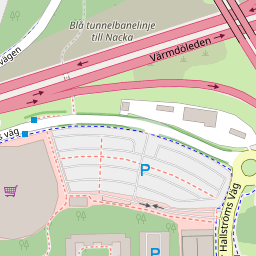 Blå tunnelbanelinje
till Nacka
Värmdöleden
vägen
s väg
P
Hallströms Väg
P